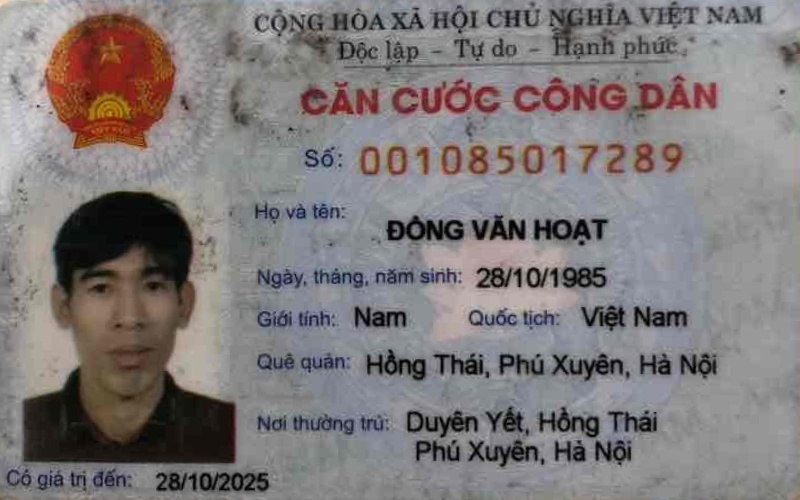 CỘNG HÒA XÃ HỘI CHỦ NGHĨA VIỆT NAM
Độc lập - Tự do - Hạnh phúc
CĂN CƯỚC CÔNG DÂN
Số: 001085017289
Họ và tên:
ĐÔNG VĂN HOẠT
Ngày, tháng, năm sinh: 28/10/1985
Giới tính: Nam Quốc tịch: Việt Nam
Quê quán: Hồng Thái, Phú Xuyên, Hà Nội
Nơi thường trú: Duyên Yết, Hồng Thái
Phú Xuyên, Hà Nội
Có giá trị đến: 28/10/2025